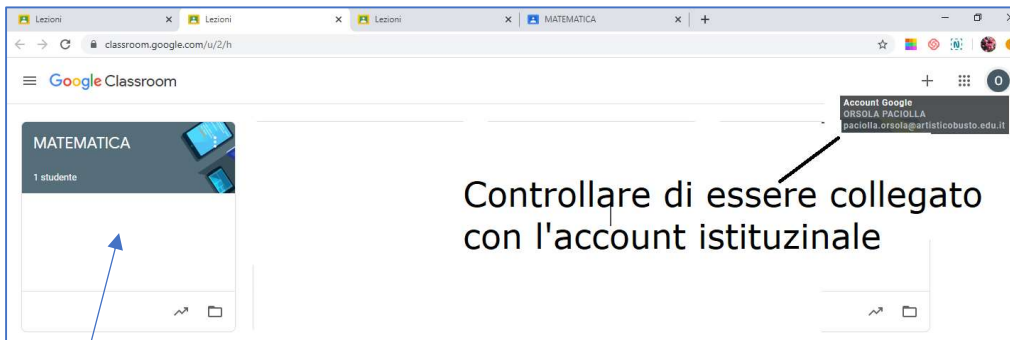 Lezioni
Lezioni
Lezioni
MATEMATICA
classroom.google.com/u/2/h
Google Classroom
O
Account Google
ORSOLA PACIOLLA
paciolla.orsola@artisticobusto.edu.it
MATEMATICA
1 studente
Controllare di essere collegato
con l'account istituzinale